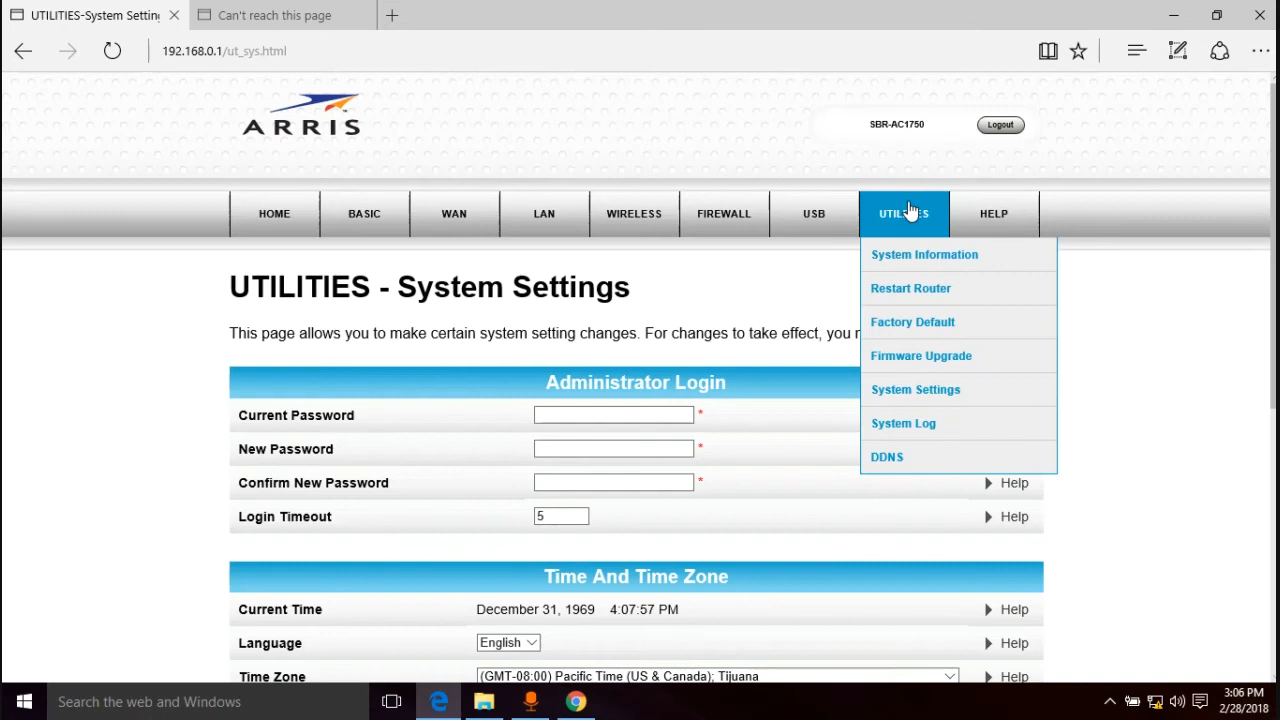 UTILITIES-System Setting
Can't reach this page
192.168.0.1/ut_sys.html
ARRIS
SBR-AC1750
Logout
HOME
BASIC
WAN
LAN
WIRELESS
FIREWALL
USB
HELP
System Information
Restart Router
Factory Default
Firmware Upgrade
System Settings
System Log
DDNS
UTILITIES - System Settings
This page allows you to make certain system setting changes. For changes to take effect, you
Administrator Login
Current Password
*
New Password
*
Confirm New Password
*
Help
Login Timeout
5
Help
Time And Time Zone
Current Time
December 31, 1969 4:07:57 PM
Help
Language
English
Help
Time Zone
(GMT-08:00) Pacific Time (US & Canada); Tijuana
Help
Search the web and Windows
3:06 PM
2/28/2018